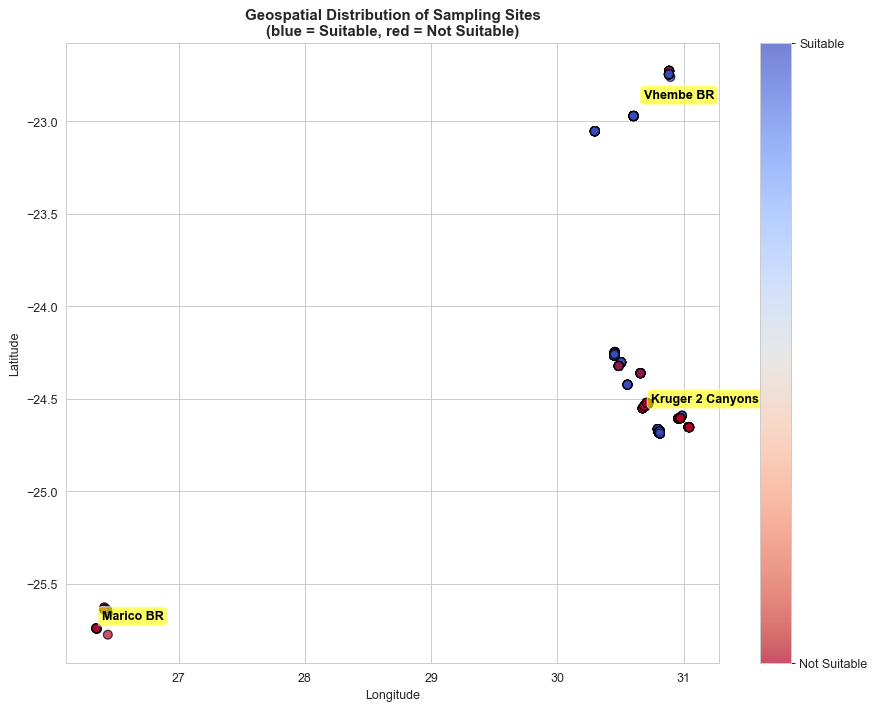 Geospatial Distribution of Sampling Sites
(blue = Suitable, red = Not Suitable)
Suitable
Vhembe BR
−23.0
−23.5
−24.0
−24.5
Kruger 2 Canyons
−25.0
−25.5
Marico BR
Latitude
27
28
29
30
31
Longitude
Not Suitable